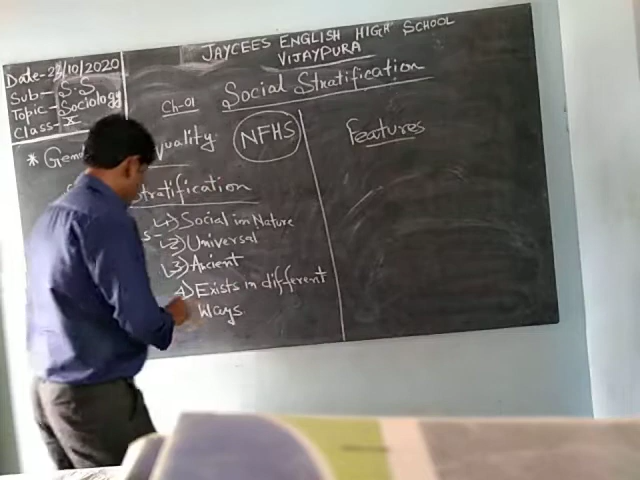 JAYCEES ENGLISH HIGH SCHOOL
VIJAYPURA
Date-23/10/2020
Sub- S.S
Topic-Sociology
Class- X
Ch-01 Social Stratification
* Gen quality NFHS
tratification
1) Social in Nature
2) Universal
3) Ancient
4) Exists in different
Ways
Features